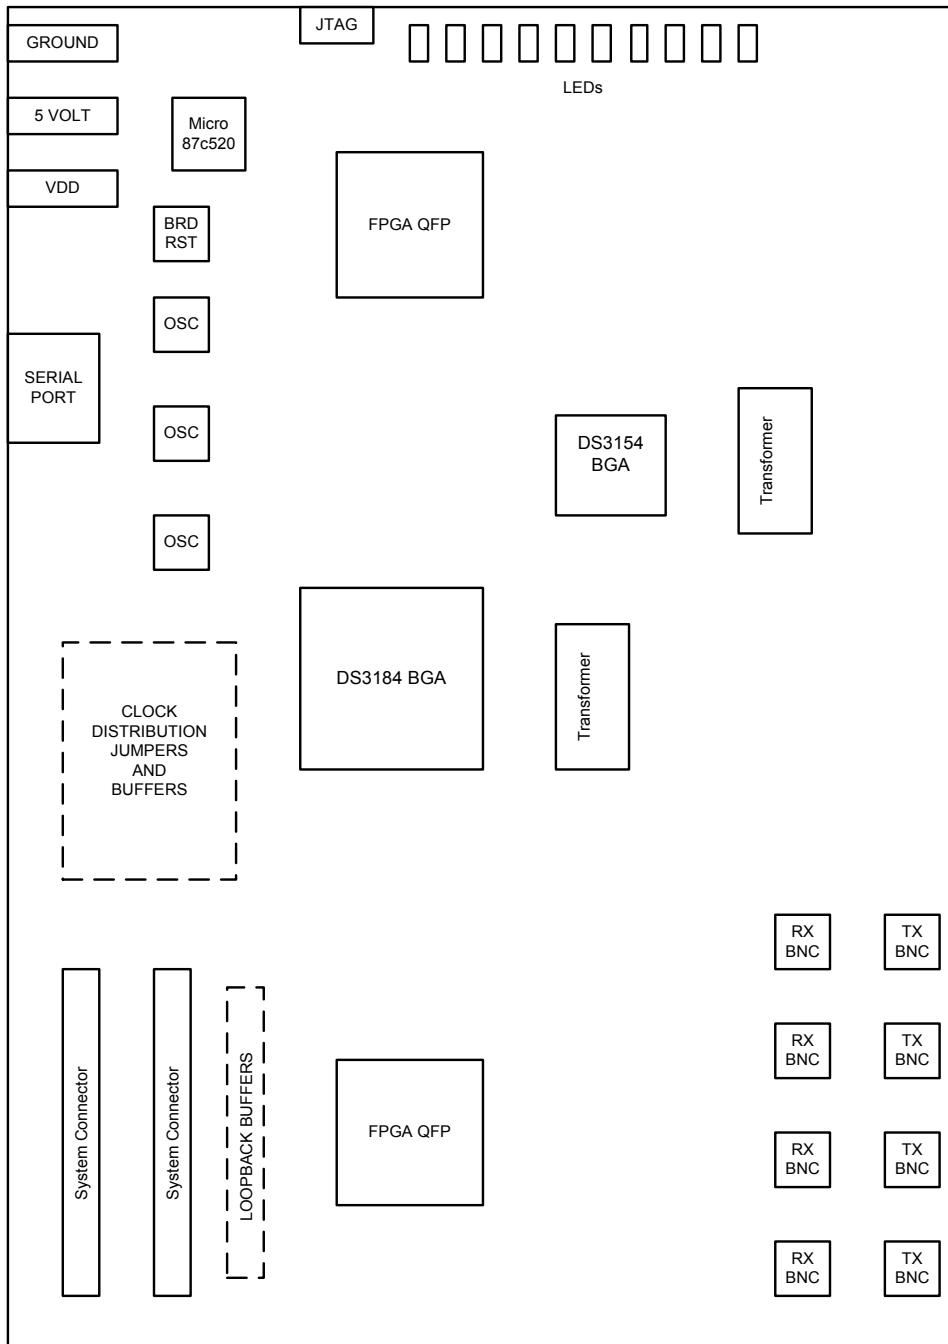 JTAG
GROUND
LEDs
5 VOLT
Micro
87c520
VDD
BRD
RST
FPGA QFP
OSC
SERIAL
PORT
OSC
DS3154
BGA
Transformer
OSC
DS3184 BGA
Transformer
CLOCK
DISTRIBUTION
JUMPERS
AND
BUFFERS
RX
BNC
TX
BNC
System Connector
System Connector
LOOPBACK BUFFERS
FPGA QFP
RX
BNC
TX
BNC
RX
BNC
TX
BNC
RX
BNC
TX
BNC